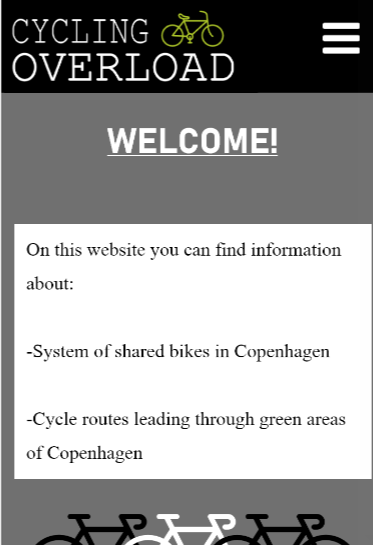 CYCLING
OVERLOAD
WELCOME!
On this website you can find information
about:
-System of shared bikes in Copenhagen
-Cycle routes leading through green areas
of Copenhagen